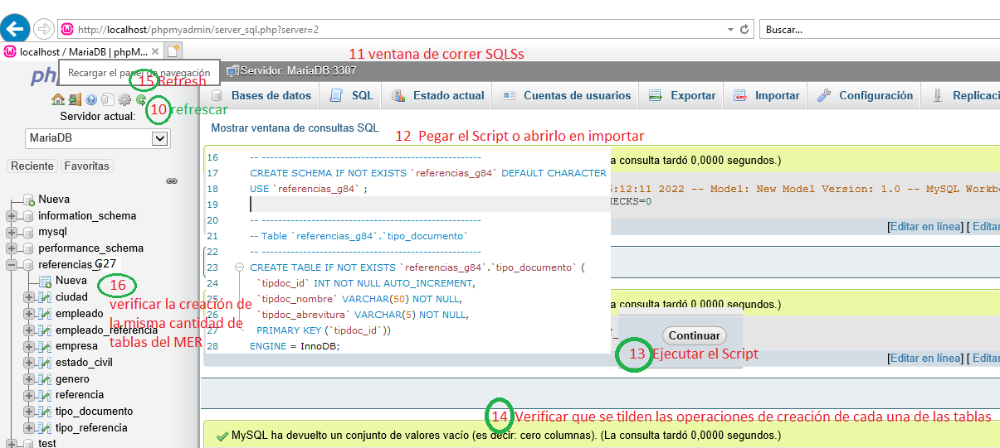 http://localhost/phpmyadmin/server_sql.php?server=2
Buscar...
localhost / MariaDB | phpM...
11 ventana de correr SQLSs
php
Recargar el panel de navegación
15 Refresh
Servidor: MariaDB:3307
10 refrescar
Bases de datos
SQL
Estado actual
Cuentas de usuarios
Exportar
Importar
Configuración
Replicaci
Servidor actual:
MariaDB
Reciente
Favoritas
Nueva
information_schema
mysql
performance_schema
referencias_G27
Nueva
16
verificar la creación de
la misma cantidad de
tablas del MER
ciudad
empleado
empleado_referencia
empresa
estado_civil
genero
referencia
tipo_documento
tipo_referencia
test
Mostrar ventana de consultas SQL
12 Pegar el Script o abrirlo en importar
16 -- -----------------------------------------------------
17 CREATE SCHEMA IF NOT EXISTS `referencias_g84` DEFAULT CHARACTER
18 USE `referencias_g84` ;
19
20 -- -----------------------------------------------------
21 -- Table `referencias_g84`.`tipo_documento`
22 -- -----------------------------------------------------
23 CREATE TABLE IF NOT EXISTS `referencias_g84`.`tipo_documento` (
24 `tipdoc_id` INT NOT NULL AUTO_INCREMENT,
25 `tipdoc_nombre` VARCHAR(50) NOT NULL,
26 `tipdoc_abrevitura` VARCHAR(5) NOT NULL,
27 PRIMARY KEY (`tipdoc_id`))
28 ENGINE = InnoDB;
a consulta tardó 0,0000 segundos.)
5:12:11 2022 -- Model: New Model Version: 1.0 -- MySQL Workb
HECKS=0
[Editar en línea] [ Editar
a consulta tardó 0,0000 segundos.)
Continuar
13 Ejecutar el Script
[Editar en línea] [ Editar
14 Verificar que se tilden las operaciones de creación de cada una de las tablas
MySQL ha devuelto un conjunto de valores vacío (es decir: cero columnas). (La consulta tardó 0,0000 segundos.)